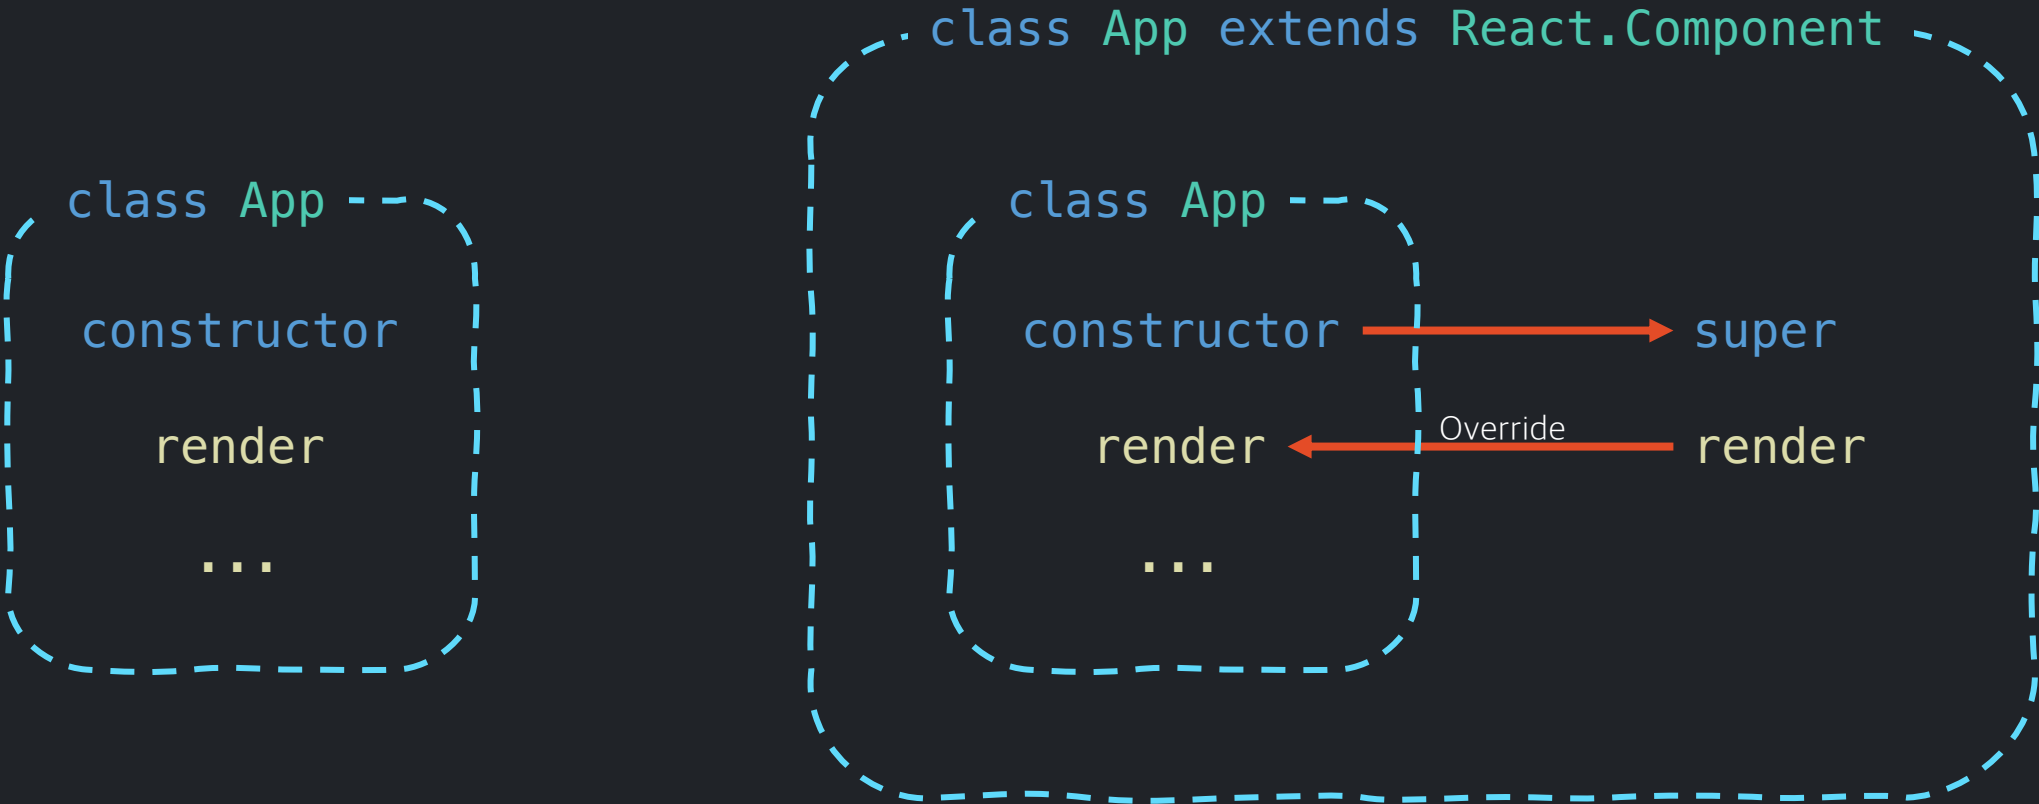 class App
constructor
render
...
class App extends React.Component
class App
constructor
super
render
Override
render
...